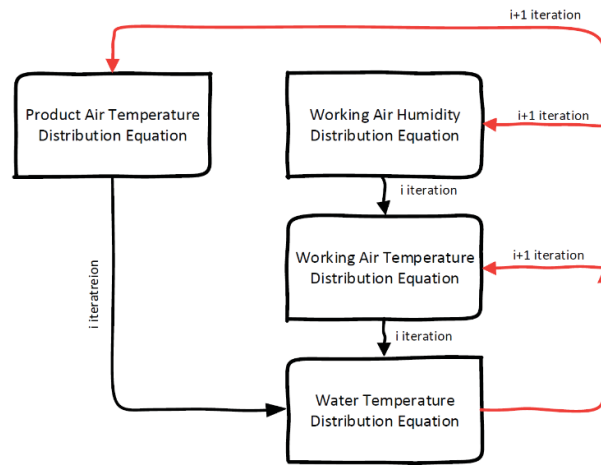 i+1 iteration
Product Air Temperature
Distribution Equation
Working Air Humidity
Distribution Equation
i+1 iteration
i iteration
Working Air Temperature
Distribution Equation
i+1 iteration
i iteratreion
i iteration
Water Temperature
Distribution Equation